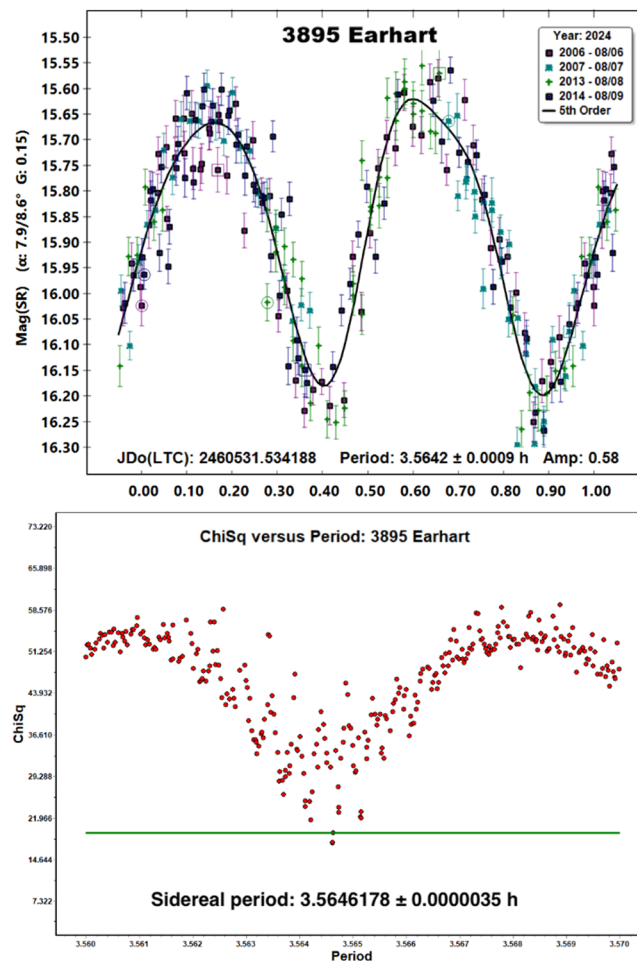 3895 Earhart
Year: 2024
2006 - 08/06
2007 - 08/07
2013 - 08/08
2014 - 08/09
5th Order
Mag(SR) (α: 7.9/8.6° G: 0.15)
15.50
15.55
15.60
15.65
15.70
15.75
15.80
15.85
15.90
15.95
16.00
16.05
16.10
16.15
16.20
16.25
16.30
JDo(LTC): 2460531.534188 Period: 3.5642 ± 0.0009 h Amp: 0.58
0.00 0.10 0.20 0.30 0.40 0.50 0.60 0.70 0.80 0.90 1.00
ChiSq versus Period: 3895 Earhart
ChiSq
73.220
65.898
58.576
51.254
43.932
36.610
29.288
21.966
14.644
7.322
Sidereal period: 3.5646178 ± 0.0000035 h
3.560 3.561 3.562 3.563 3.564 3.565 3.566 3.567 3.568 3.569 3.570
Period